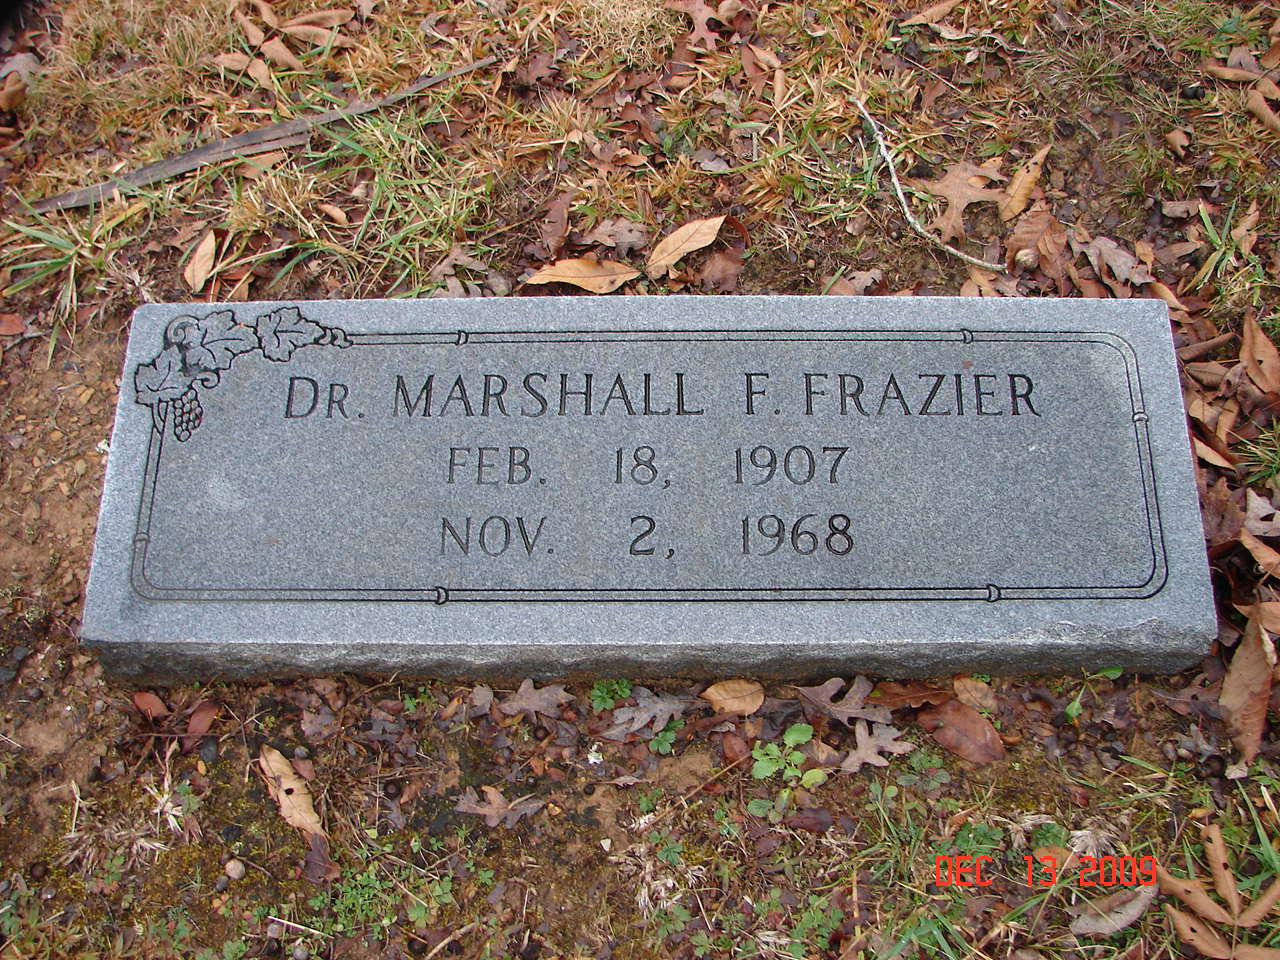 DR. MARSHALL F. FRAZIER
FEB. 18, 1907
NOV. 2, 1968
DEC 13 2009